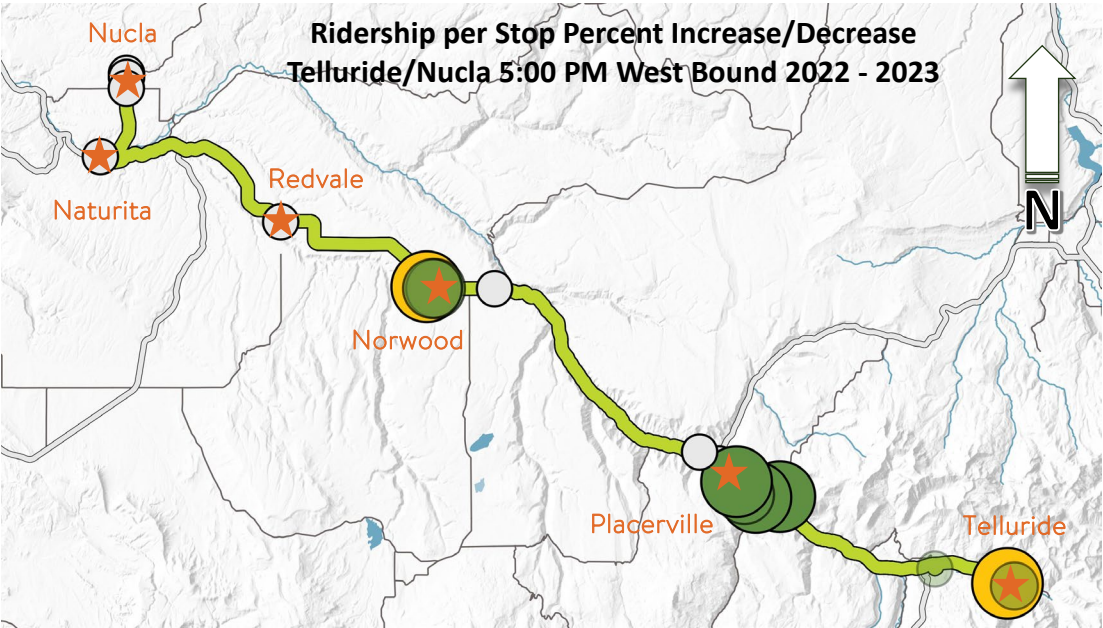 Ridership per Stop Percent Increase/Decrease
Telluride/Nucla 5:00 PM West Bound 2022 - 2023
Nucla
Naturita
Redvale
N
Norwood
Placerville
Telluride